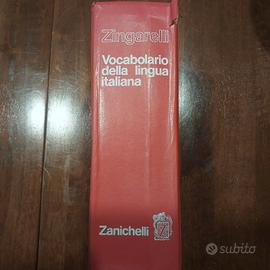 Zingarelli
Vocabolario
della lingua
italiana
Zanichelli
subito